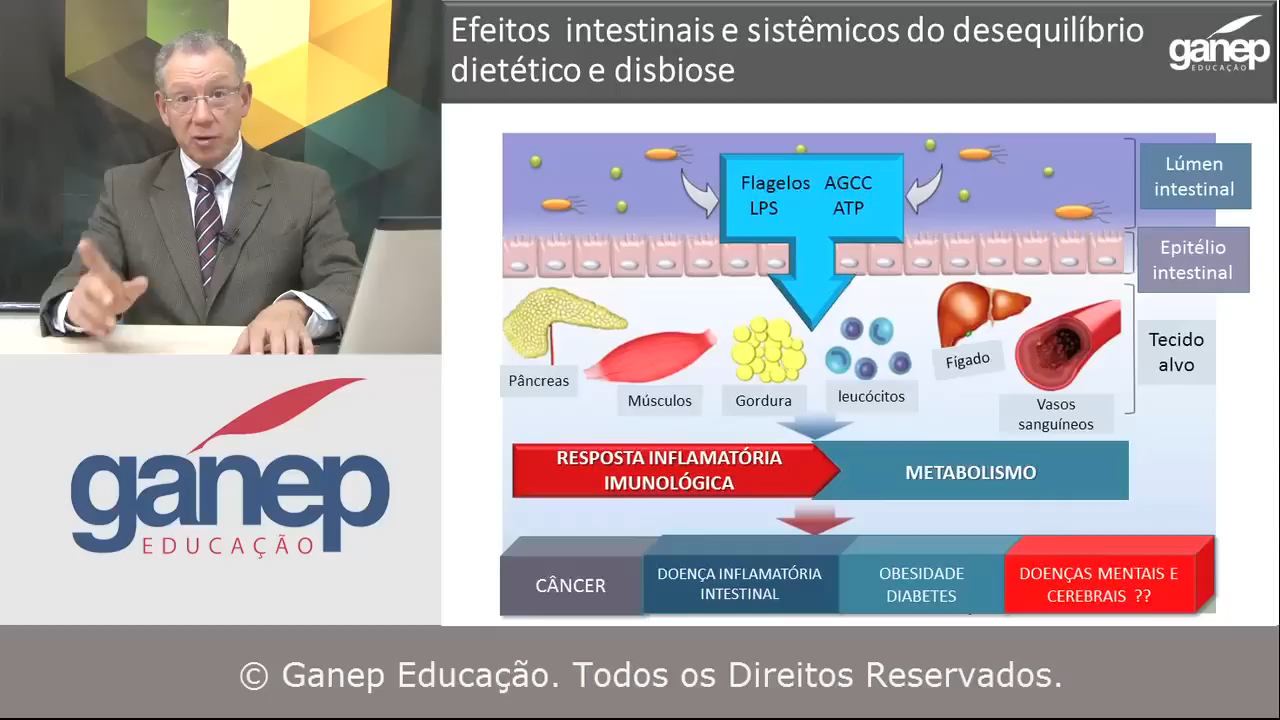 Efeitos intestinais e sistêmicos do desequilíbrio
dietético e disbiose
ganep
EDUCAÇÃO
Flagelos AGCC
LPS ATP
Lúmen
intestinal
Epitélio
intestinal
Tecido
alvo
Pâncreas
Músculos
Gordura
leucócitos
Fígado
Vasos
sanguíneos
RESPOSTA INFLAMATÓRIA
IMUNOLÓGICA
METABOLISMO
CÂNCER
DOENÇA INFLAMATÓRIA
INTESTINAL
OBESIDADE
DIABETES
DOENÇAS MENTAIS E
CEREBRAIS ??
ganep
EDUCAÇÃO
© Ganep Educação. Todos os Direitos Reservados.